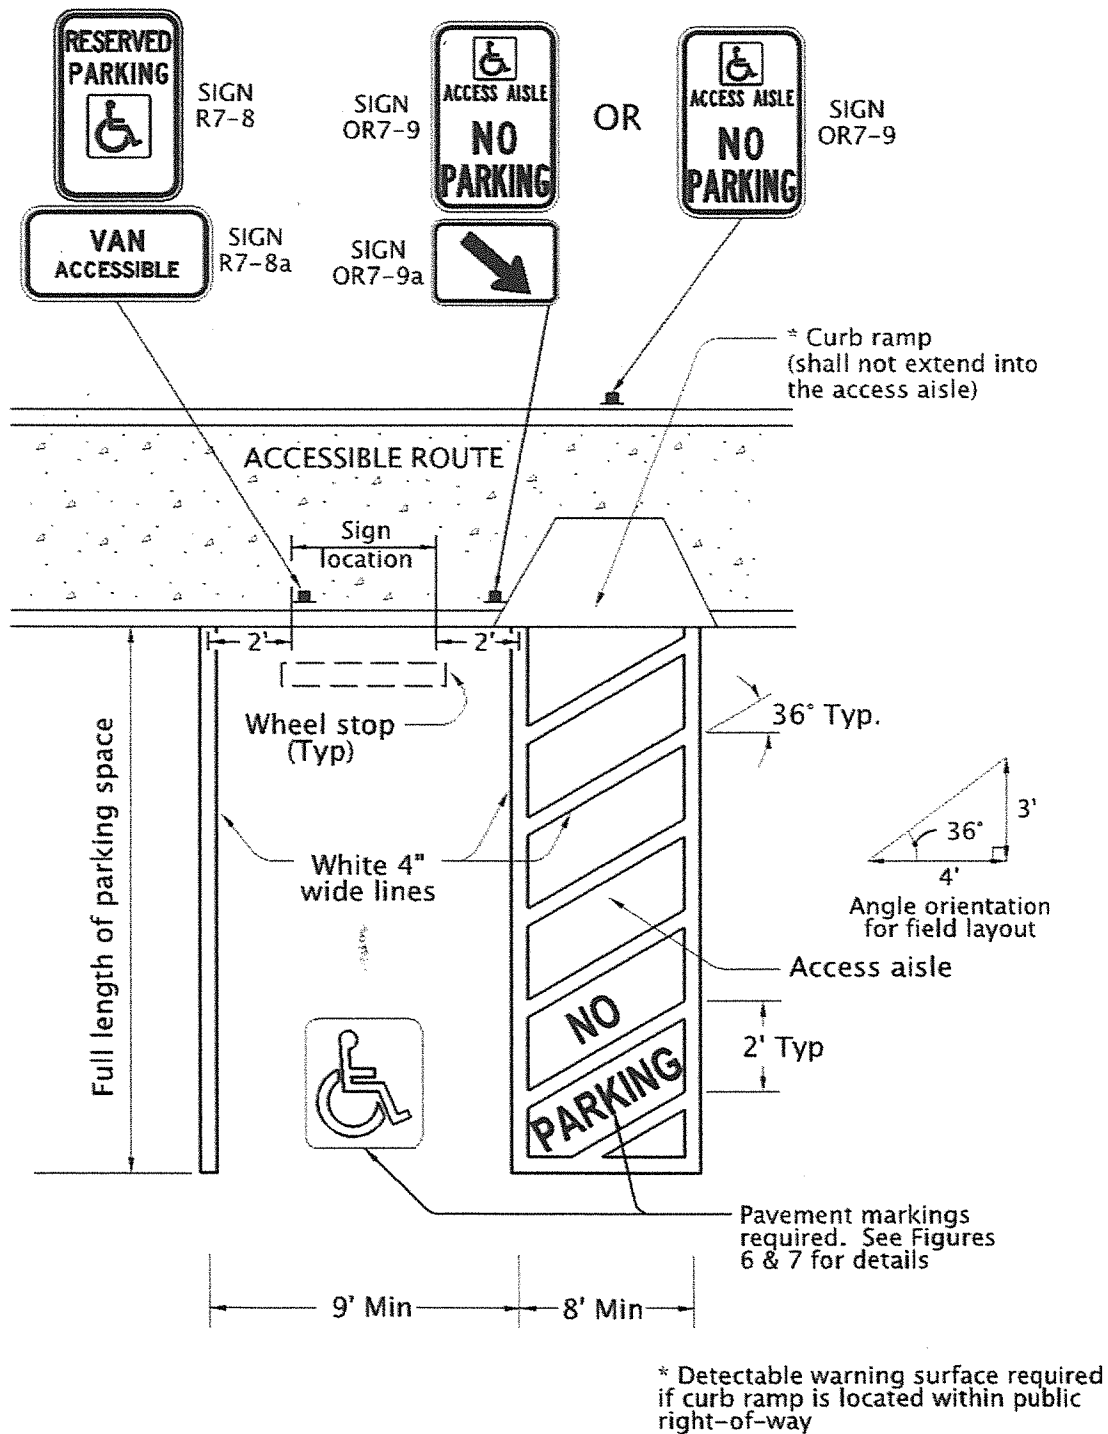 RESERVED
PARKING
SIGN
R7-8
VAN
ACCESSIBLE
SIGN
R7-8a
SIGN
OR7-9
ACCESS AISLE
NO
PARKING
SIGN
OR7-9a
OR
ACCESS AISLE
NO
PARKING
SIGN
OR7-9
* Curb ramp
(shall not extend into
the access aisle)
ACCESSIBLE ROUTE
Sign
location
2'
2'
Wheel stop
(Typ)
36° Typ.
Full length of parking space
White 4"
wide lines
3'
36°
4'
Angle orientation
for field layout
Access aisle
NO
PARKING
2' Typ
Pavement markings
required. See Figures
6 & 7 for details
9' Min
8' Min
* Detectable warning surface required
if curb ramp is located within public
right-of-way